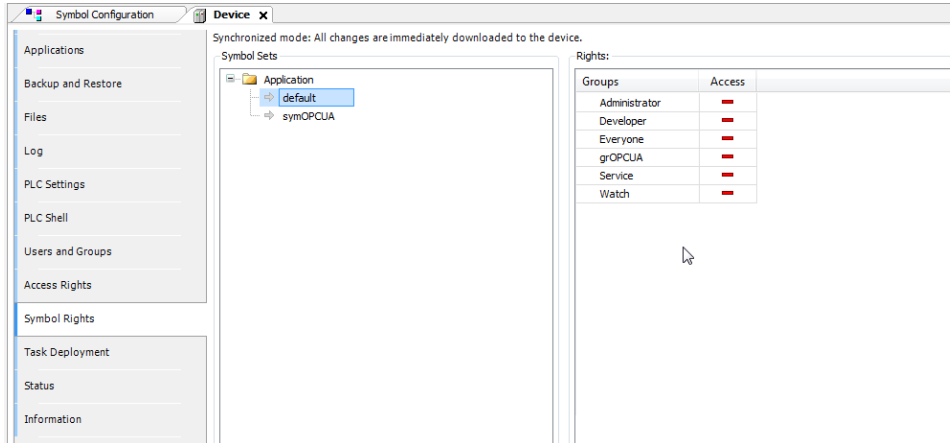 Symbol Configuration
Device
Applications
Backup and Restore
Files
Log
PLC Settings
PLC Shell
Users and Groups
Access Rights
Symbol Rights
Task Deployment
Status
Information
Synchronized mode: All changes are immediately downloaded to the device.
Symbol Sets
Application
default
symOPCUA
Rights:
Groups Access
Administrator
Developer
Everyone
grOPCUA
Service
Watch